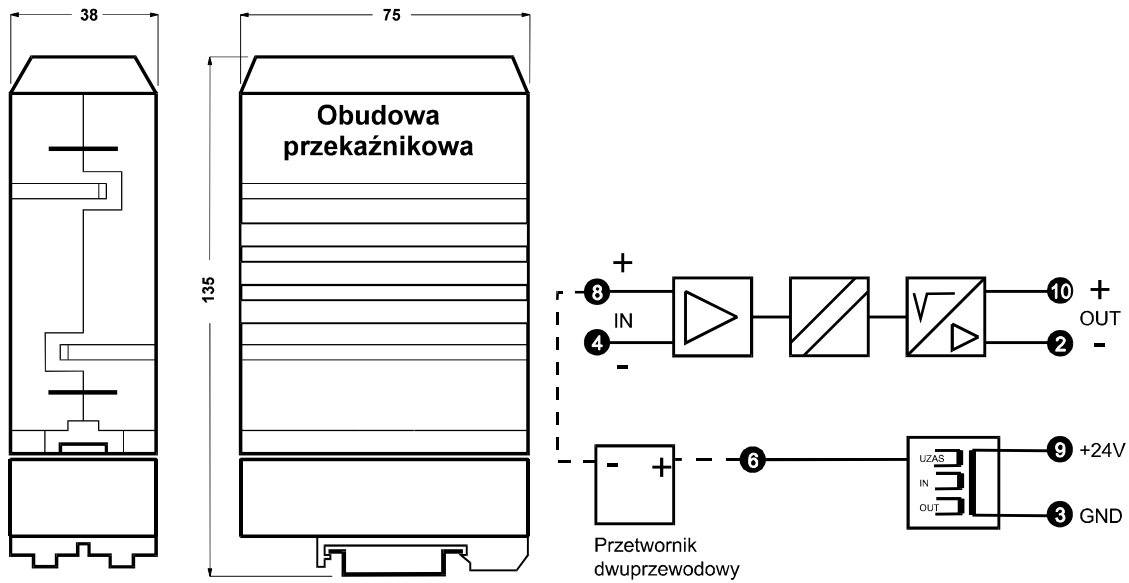 38
75
135
Obudowa
przekaźnikowa
+
8
IN
4
-
10
+
OUT
2
-
- +
6
Przetwornik
dwuprzewodowy
UZAS
IN
OUT
9 +24V
3 GND